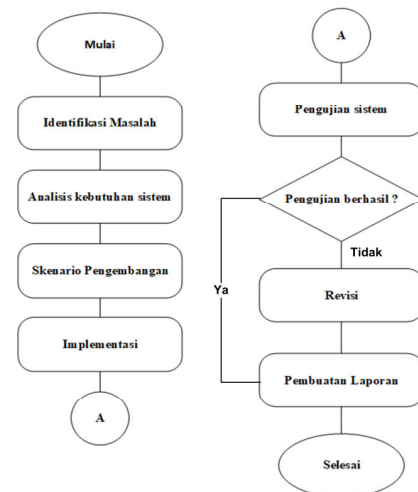 Mulai
Identifikasi Masalah
Analisis kebutuhan sistem
Skenario Pengembangan
Implementasi
A
A
Pengujian sistem
Pengujian berhasil ?
Tidak
Ya
Revisi
Pembuatan Laporan
Selesai